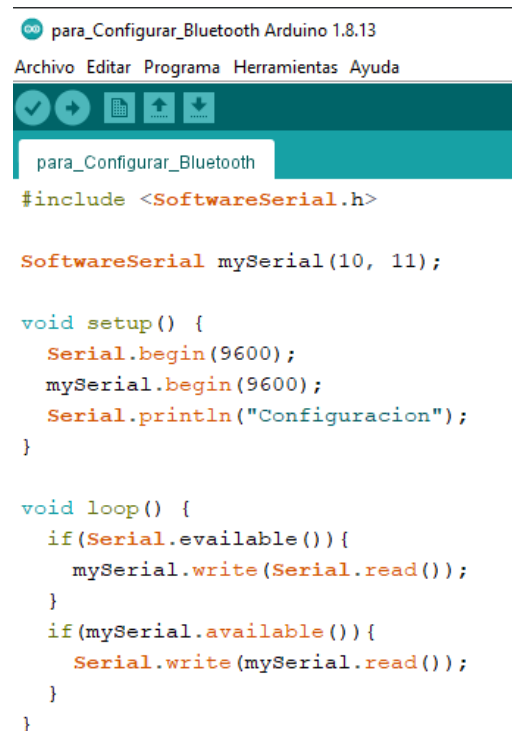 para_Configurar_Bluetooth Arduino 1.8.13
Archivo Editar Programa Herramientas Ayuda
para_Configurar_Bluetooth
#include <SoftwareSerial.h>
SoftwareSerial mySerial(10, 11);
void setup() {
  Serial.begin(9600);
  mySerial.begin(9600);
  Serial.println("Configuracion");
}
void loop() {
  if(Serial.evailable()){
    mySerial.write(Serial.read());
  }
  if(mySerial.available()){
    Serial.write(mySerial.read());
  }
}